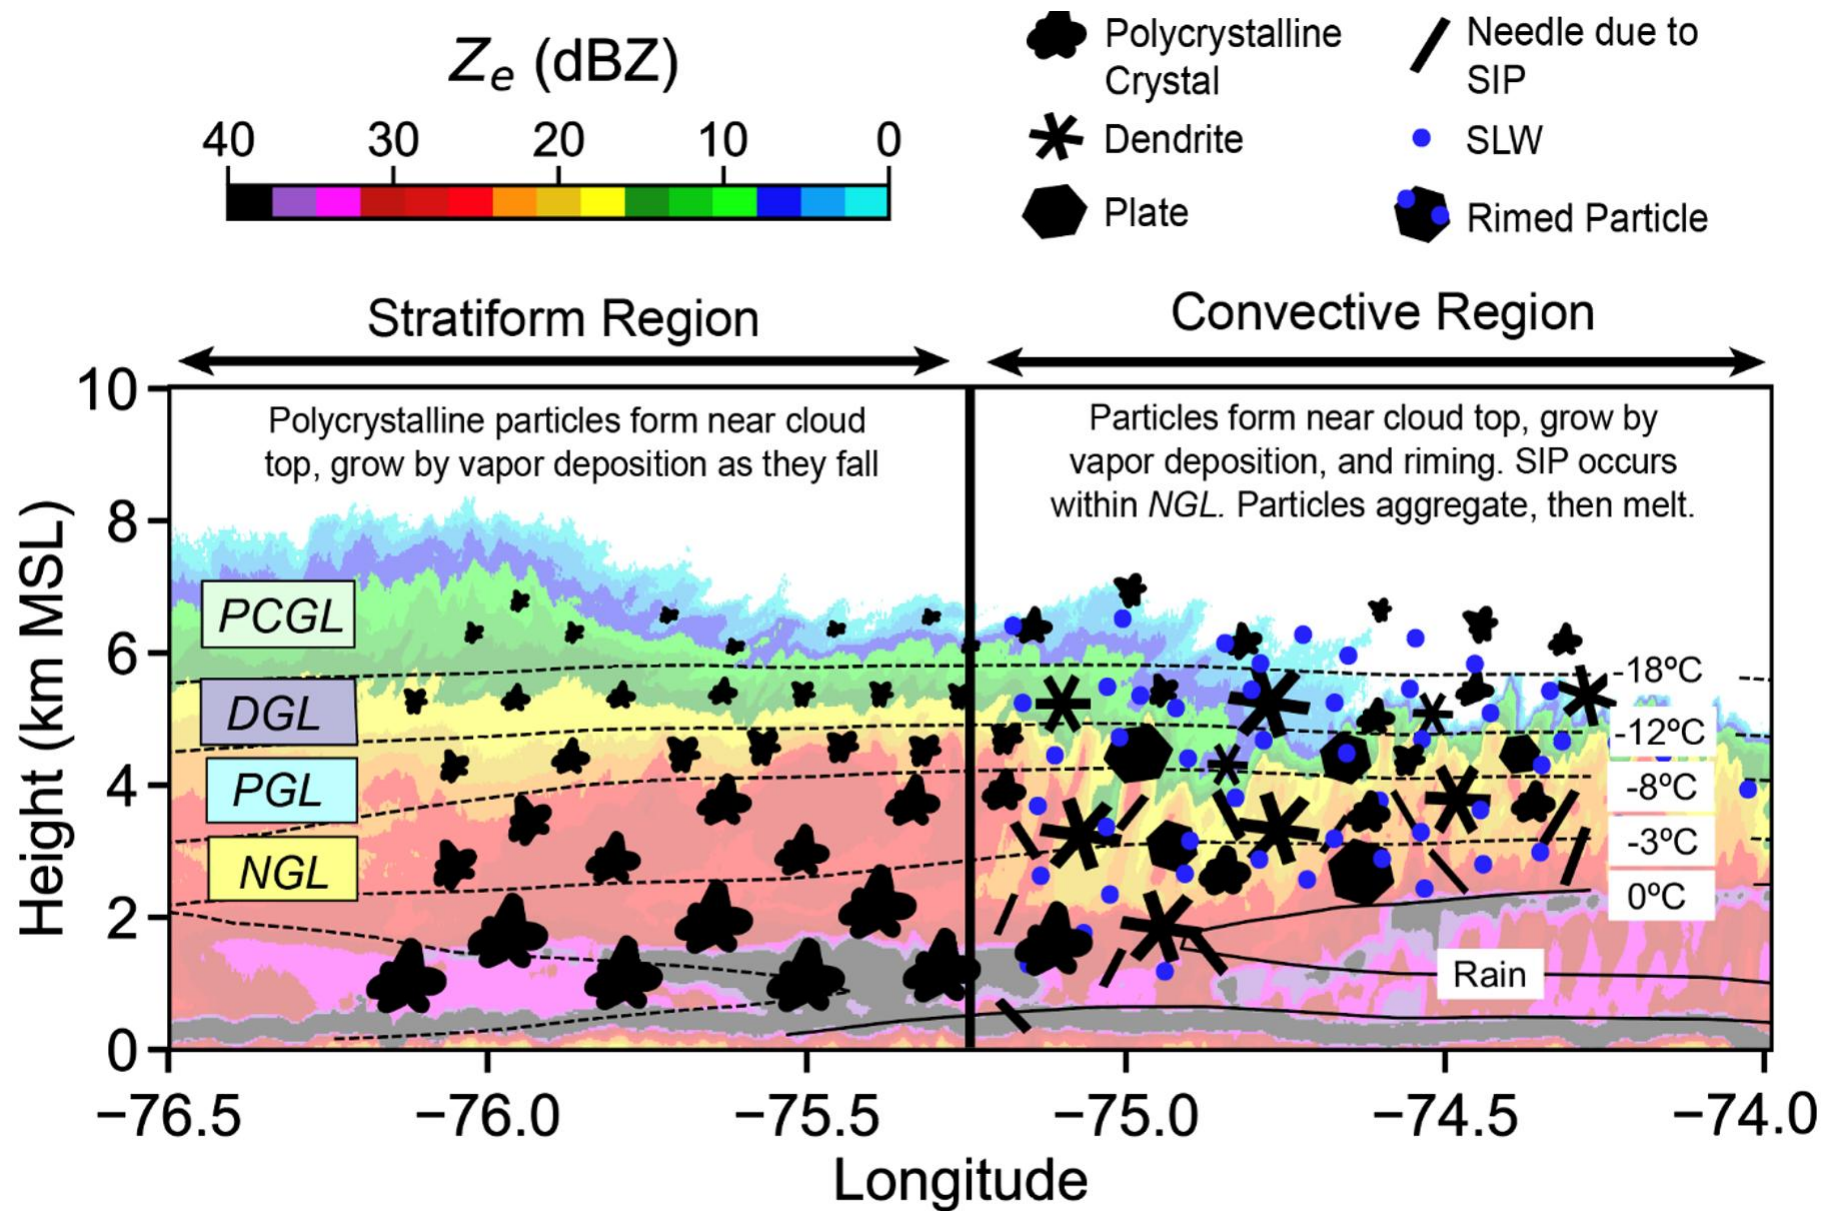 Zₑ (dBZ)
40 30 20 10 0
Polycrystalline
Crystal
Dendrite
Plate
Needle due to
SIP
SLW
Rimed Particle
Stratiform Region
Convective Region
Polycrystalline particles form near cloud
top, grow by vapor deposition as they fall
Particles form near cloud top, grow by
vapor deposition, and riming. SIP occurs
within NGL. Particles aggregate, then melt.
Height (km MSL)
10
8
6
4
2
0
PCGL
DGL
PGL
NGL
-18ºC
-12ºC
-8ºC
-3ºC
0ºC
Rain
−76.5 −76.0 −75.5 −75.0 −74.5 −74.0
Longitude